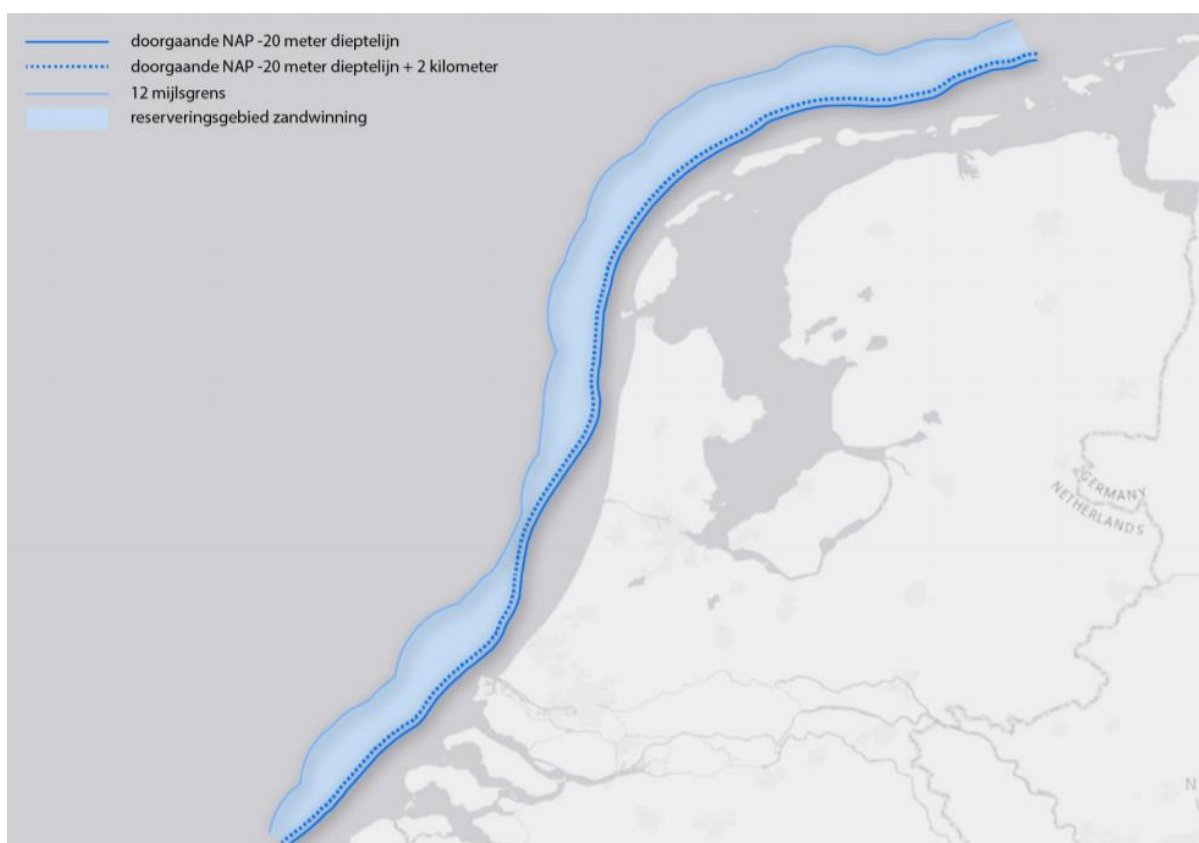 doorgaande NAP -20 meter dieptelijn
doorgaande NAP -20 meter dieptelijn + 2 kilometer
12 mijlsgrens
reserveringsgebied zandwinning
GERMANY
NETHERLANDS
N